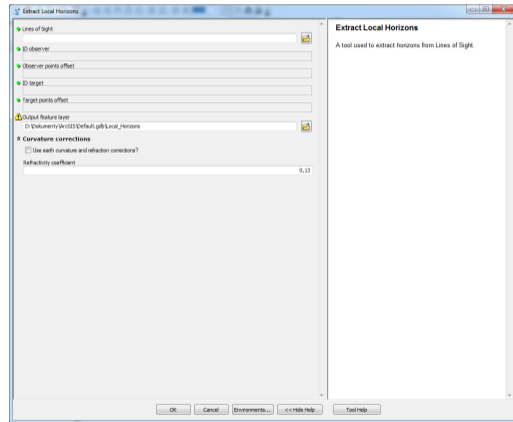 Extract Local Horizons
Lines of Sight
ID observer
Observer points offset
ID target
Target points offset
Output feature layer
D:\Dokumenty\ArcGIS\Default.gdb\Local_Horizons
Curvature corrections
Use earth curvature and refraction corrections?
Refractivity coefficient
0,13
OK
Cancel
Environments...
<< Hide Help
Extract Local Horizons
A tool used to extract horizons from Lines of Sight.
Tool Help